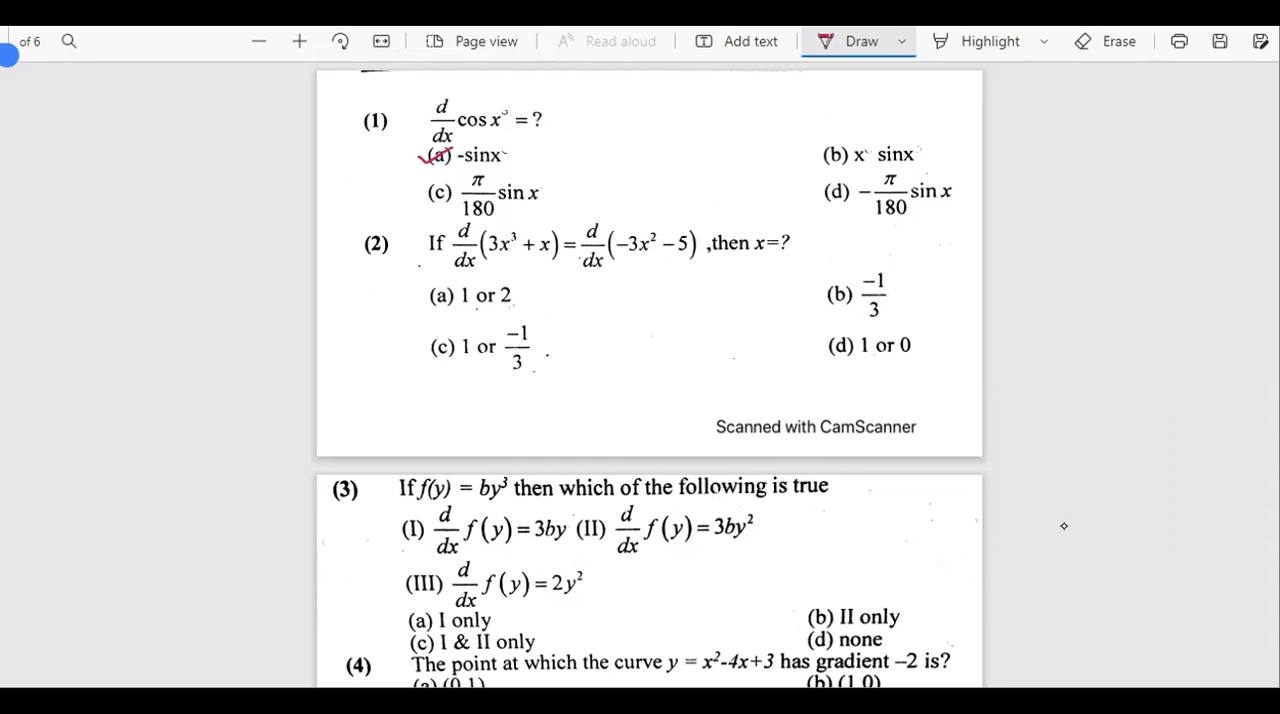 of 6 Page view Read aloud Add text Draw Highlight Erase
(1) d/dx cos x° = ?
(a) -sinx (b) x° sinx°
(c) π/180 sin x (d) −π/180 sin x
(2) If d/dx(3x³ + x) = d/dx(−3x² − 5) ,then x=?
(a) 1 or 2 (b) −1/3
(c) 1 or −1/3 (d) 1 or 0
Scanned with CamScanner
(3) If f(y) = by³ then which of the following is true
(I) d/dx f(y) = 3by (II) d/dx f(y) = 3by²
(III) d/dx f(y) = 2y²
(a) I only (b) II only
(c) I & II only (d) none
(4) The point at which the curve y = x²-4x+3 has gradient −2 is?
(a) (0,1) (b) (1,0)